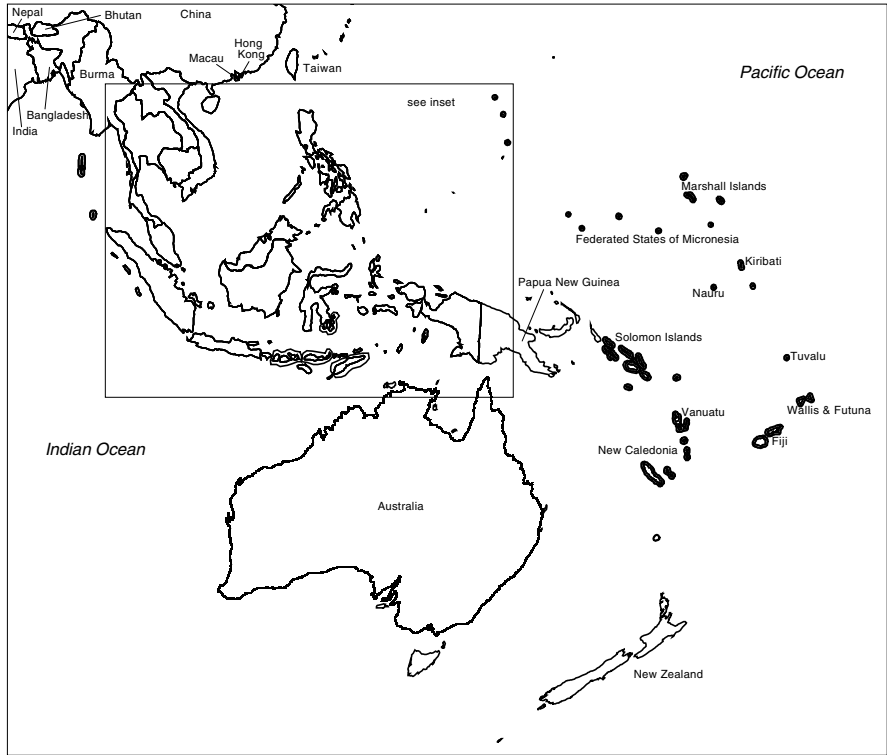 Nepal
Bhutan
China
Hong
Kong
Macau
Taiwan
Burma
Pacific Ocean
see inset
Bangladesh
India
Marshall Islands
Federated States of Micronesia
Kiribati
Papua New Guinea
Nauru
Solomon Islands
Tuvalu
Wallis & Futuna
Vanuatu
Fiji
Indian Ocean
New Caledonia
Australia
New Zealand